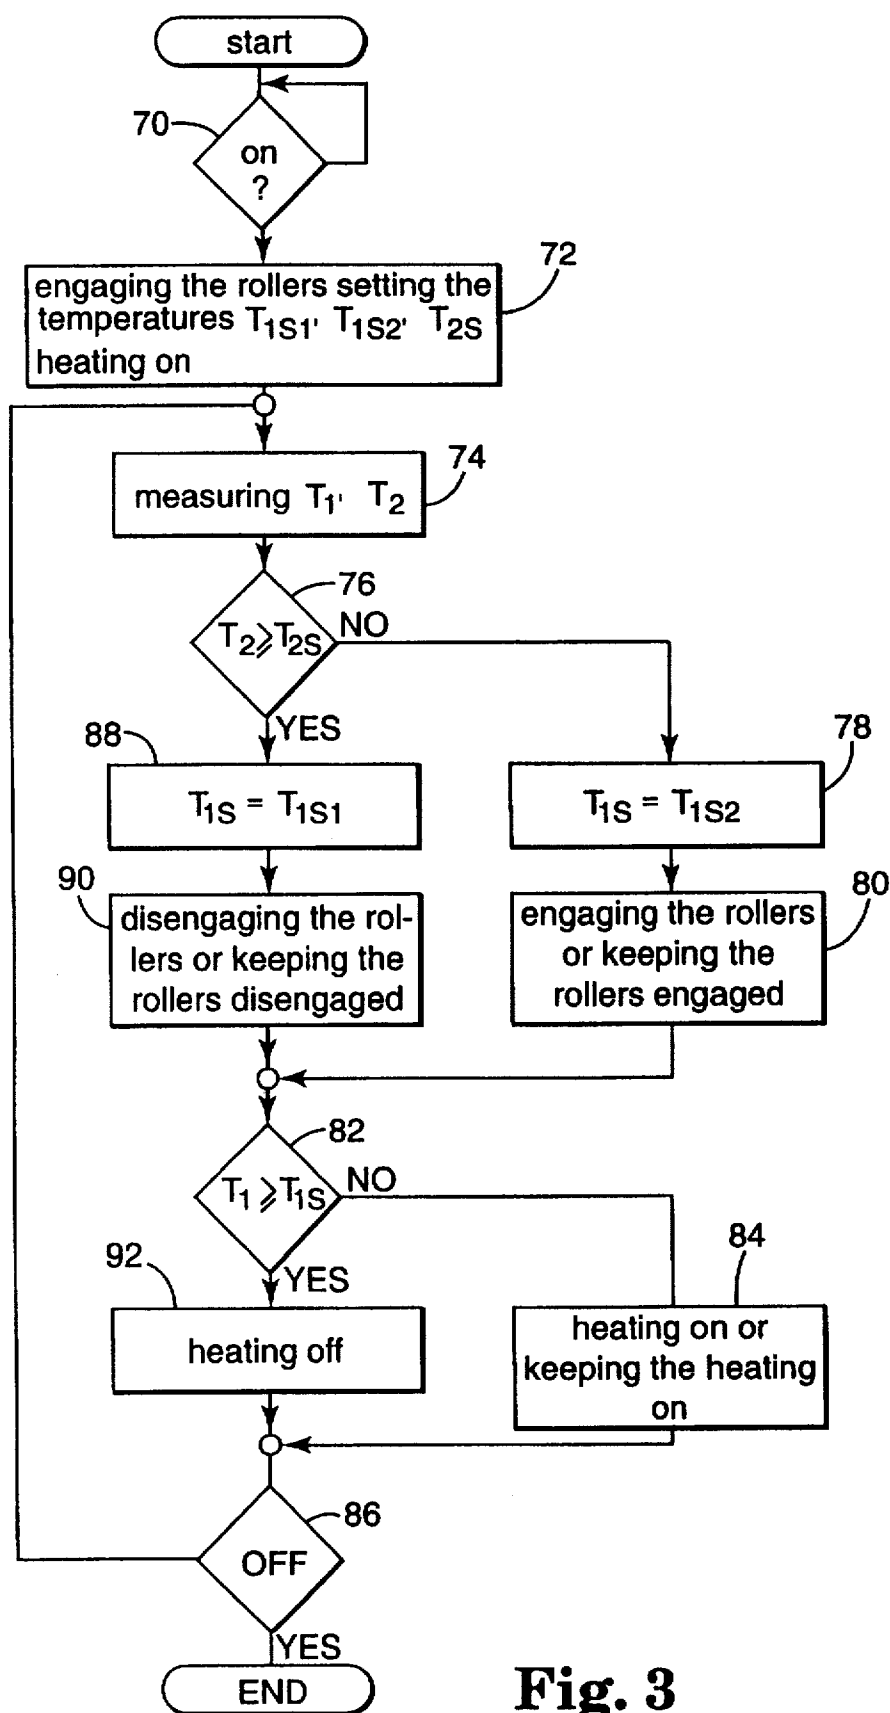 start
70
on
?
72
engaging the rollers setting the
temperatures T1S1, T1S2, T2S
heating on
74
measuring T1, T2
76
T2⩾T2S
NO
YES
88
78
T1S = T1S1
T1S = T1S2
90
80
disengaging the rol-
lers or keeping the
rollers disengaged
engaging the rollers
or keeping the
rollers engaged
82
T1⩾T1S
NO
YES
92
84
heating off
heating on or
keeping the heating
on
86
OFF
YES
END
Fig. 3